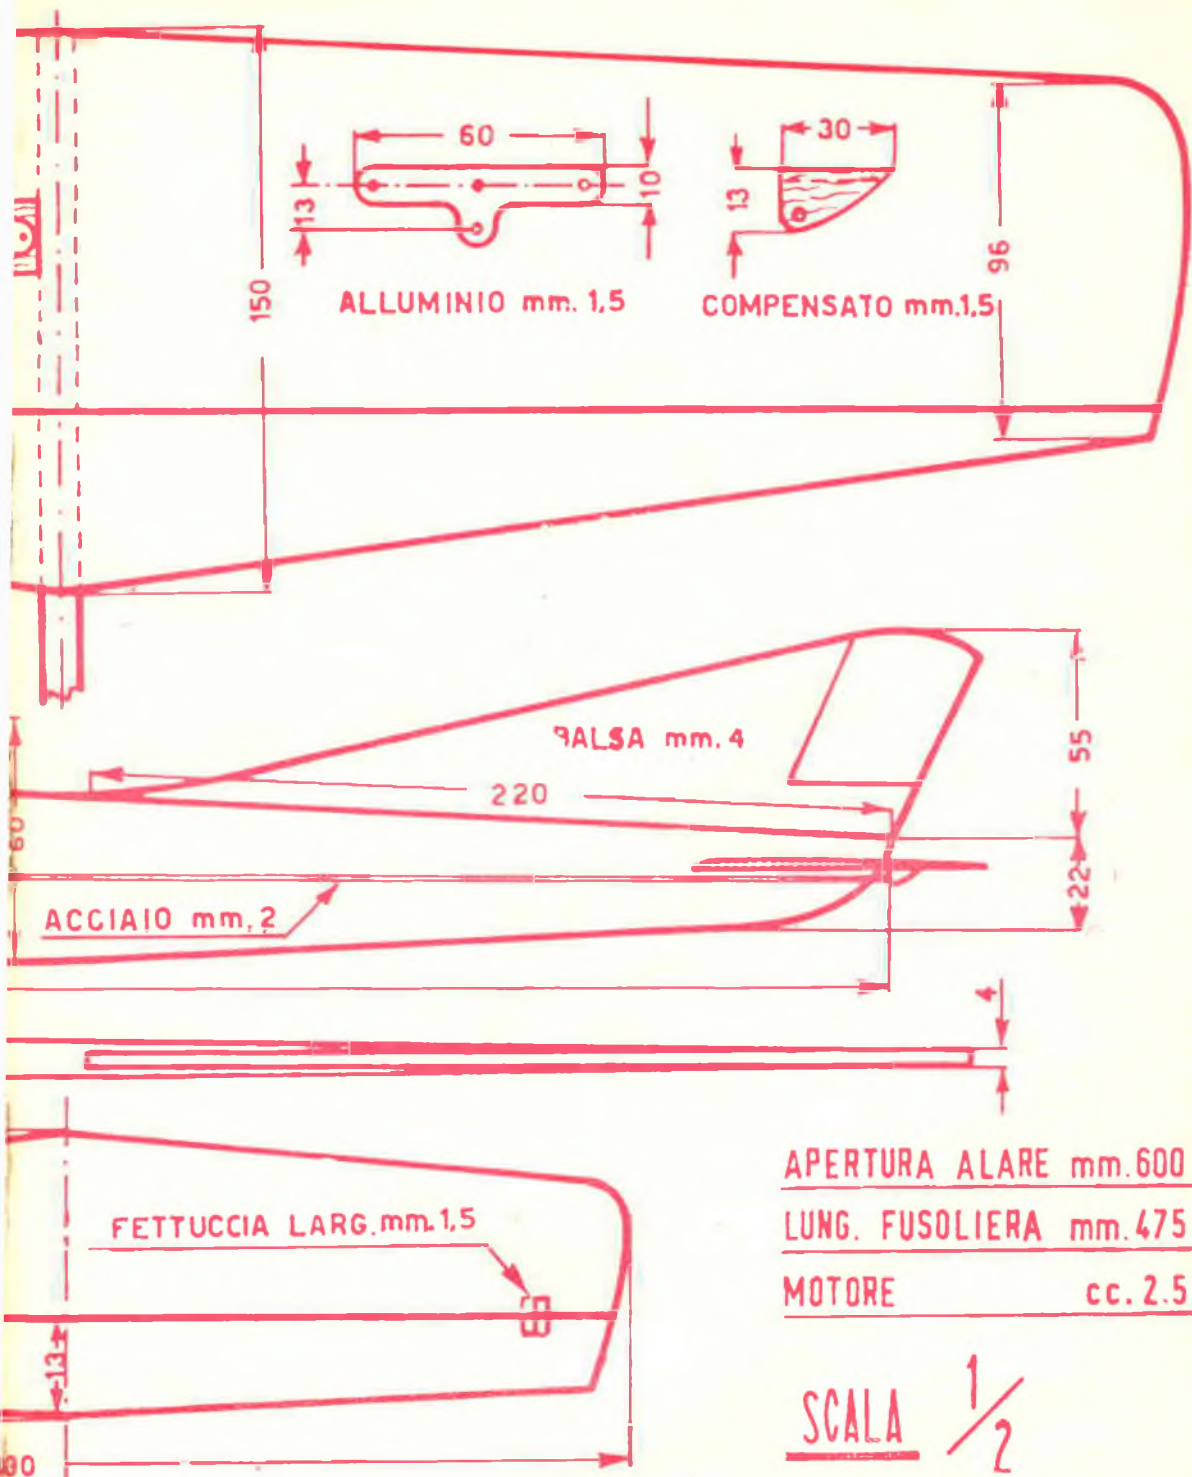 60
30
13
10
13
150
96
ALLUMINIO mm. 1,5
COMPENSATO mm.1,5
BALSA mm. 4
55
220
60
22
ACCIAIO mm. 2
4
APERTURA ALARE mm.600
LUNG. FUSOLIERA mm.475
FETTUCCIA LARG.mm.1,5
MOTORE cc. 2.5
13
SCALA 1/2